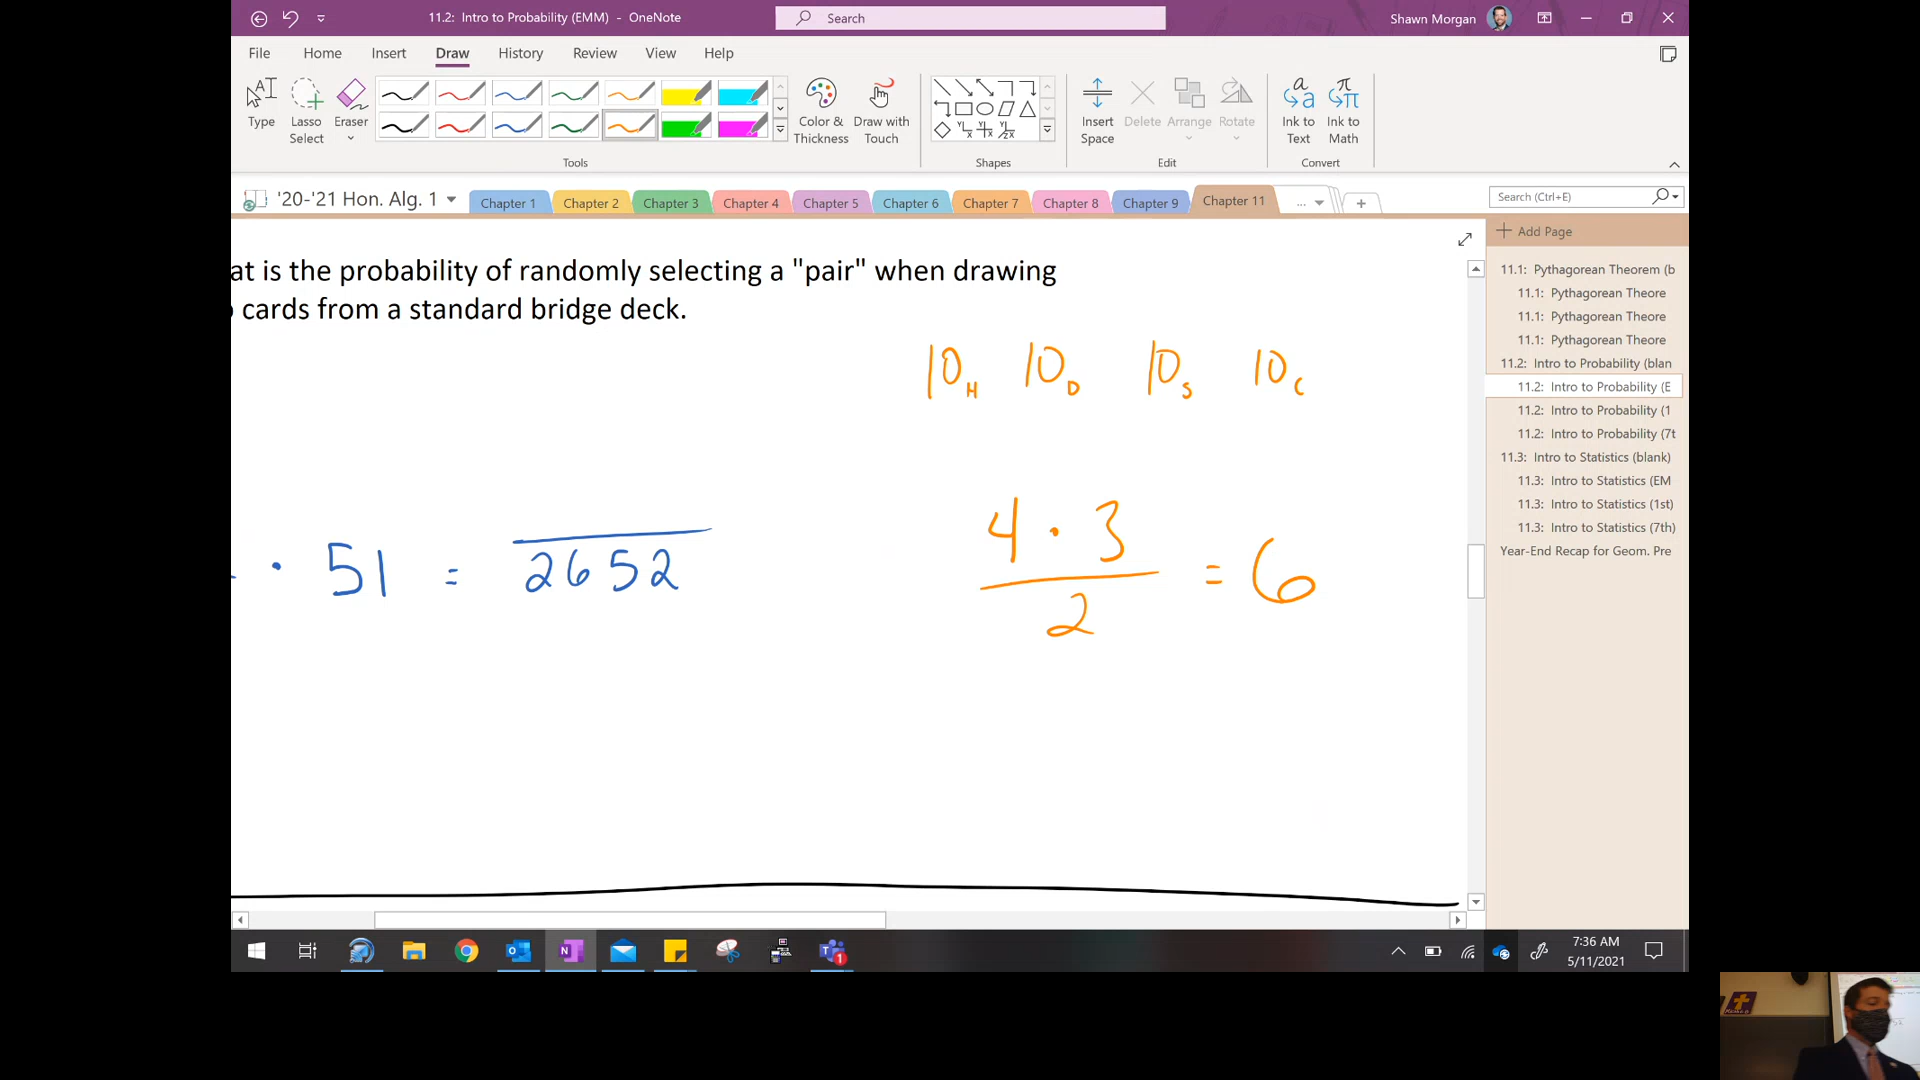 11.2: Intro to Probability (EMM) - OneNote
Search
Shawn Morgan
File Home Insert Draw History Review View Help
Type
Lasso Select
Eraser
Color & Thickness
Draw with Touch
Insert Space
Delete
Arrange
Rotate
Ink to Text
Ink to Math
Tools
Shapes
Edit
Convert
'20-'21 Hon. Alg. 1
Chapter 1
Chapter 2
Chapter 3
Chapter 4
Chapter 5
Chapter 6
Chapter 7
Chapter 8
Chapter 9
Chapter 11
...
Search (Ctrl+E)
Add Page
11.1: Pythagorean Theorem (b
11.1: Pythagorean Theore
11.1: Pythagorean Theore
11.1: Pythagorean Theore
11.2: Intro to Probability (blan
11.2: Intro to Probability (E
11.2: Intro to Probability (1
11.2: Intro to Probability (7t
11.3: Intro to Statistics (blank)
11.3: Intro to Statistics (EM
11.3: Intro to Statistics (1st)
11.3: Intro to Statistics (7th)
Year-End Recap for Geom. Pre
at is the probability of randomly selecting a "pair" when drawing
cards from a standard bridge deck.
10H 10D 10S 10C
· 51 = 2652
4 · 3
2
= 6
7:36 AM
5/11/2021